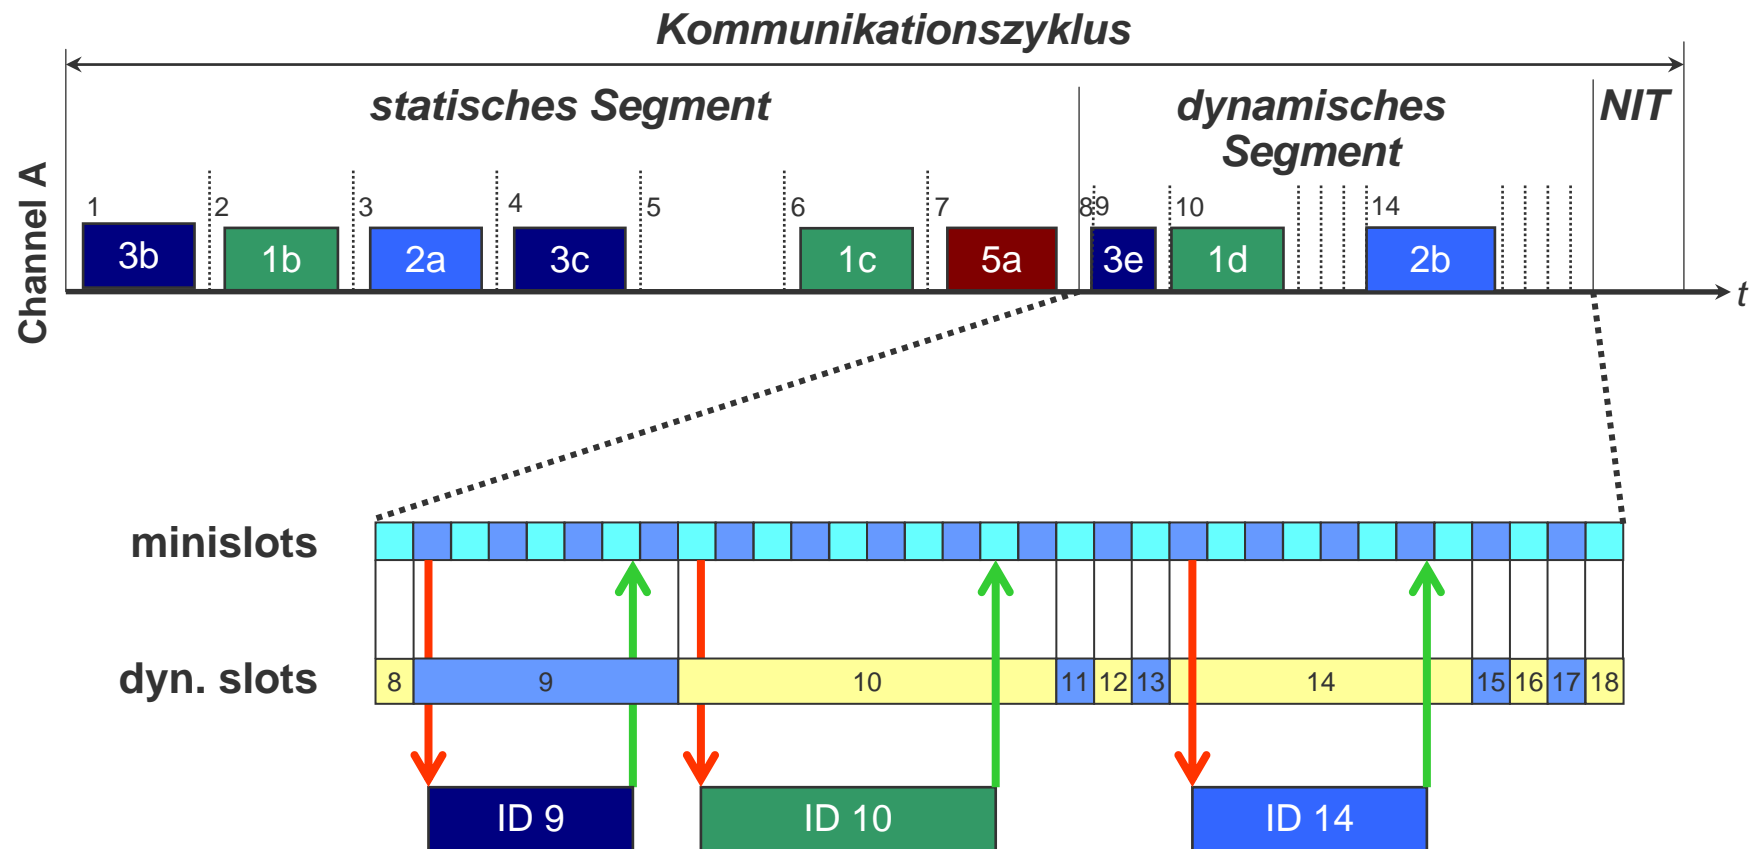 Kommunikationszyklus
statisches Segment
dynamisches
Segment
NIT
Channel A
1 2 3 4 5 6 7 8 9 10 14
3b 1b 2a 3c 1c 5a 3e 1d 2b
t
minislots
dyn. slots
8 9 10 11 12 13 14 15 16 17 18
ID 9 ID 10 ID 14